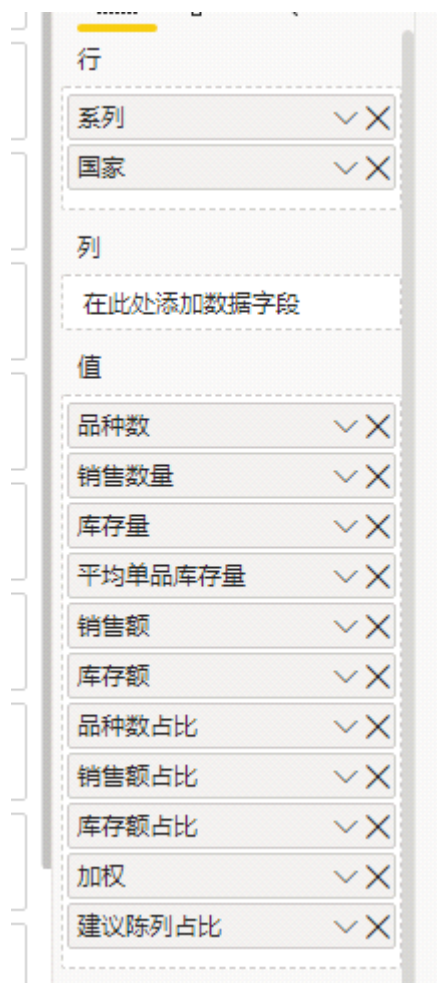 行
系列
国家
列
在此处添加数据字段
值
品种数
销售数量
库存量
平均单品库存量
销售额
库存额
品种数占比
销售额占比
库存额占比
加权
建议陈列占比